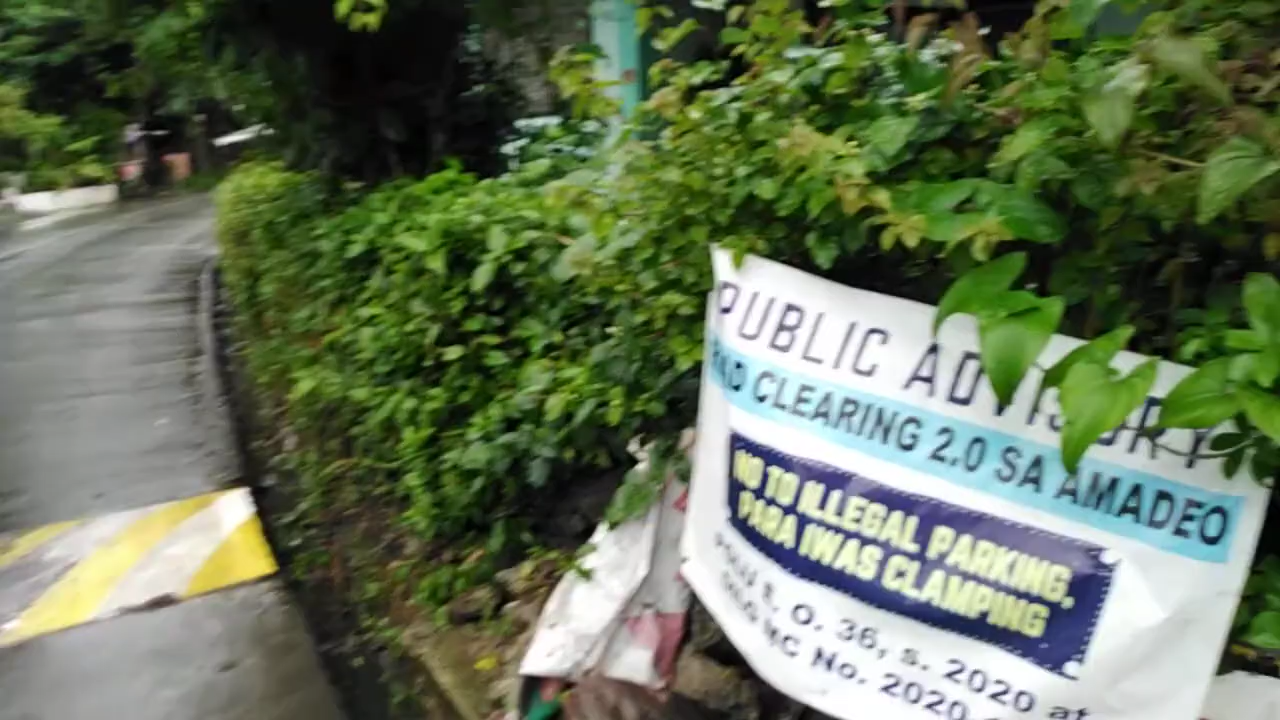 PUBLIC ADVISORY
CLEARING 2.0 SA AMADEO
NO TO ILLEGAL PARKING,
PARA IWAS CLAMPING
E. O. 36, s. 2020 at
MC No. 2020